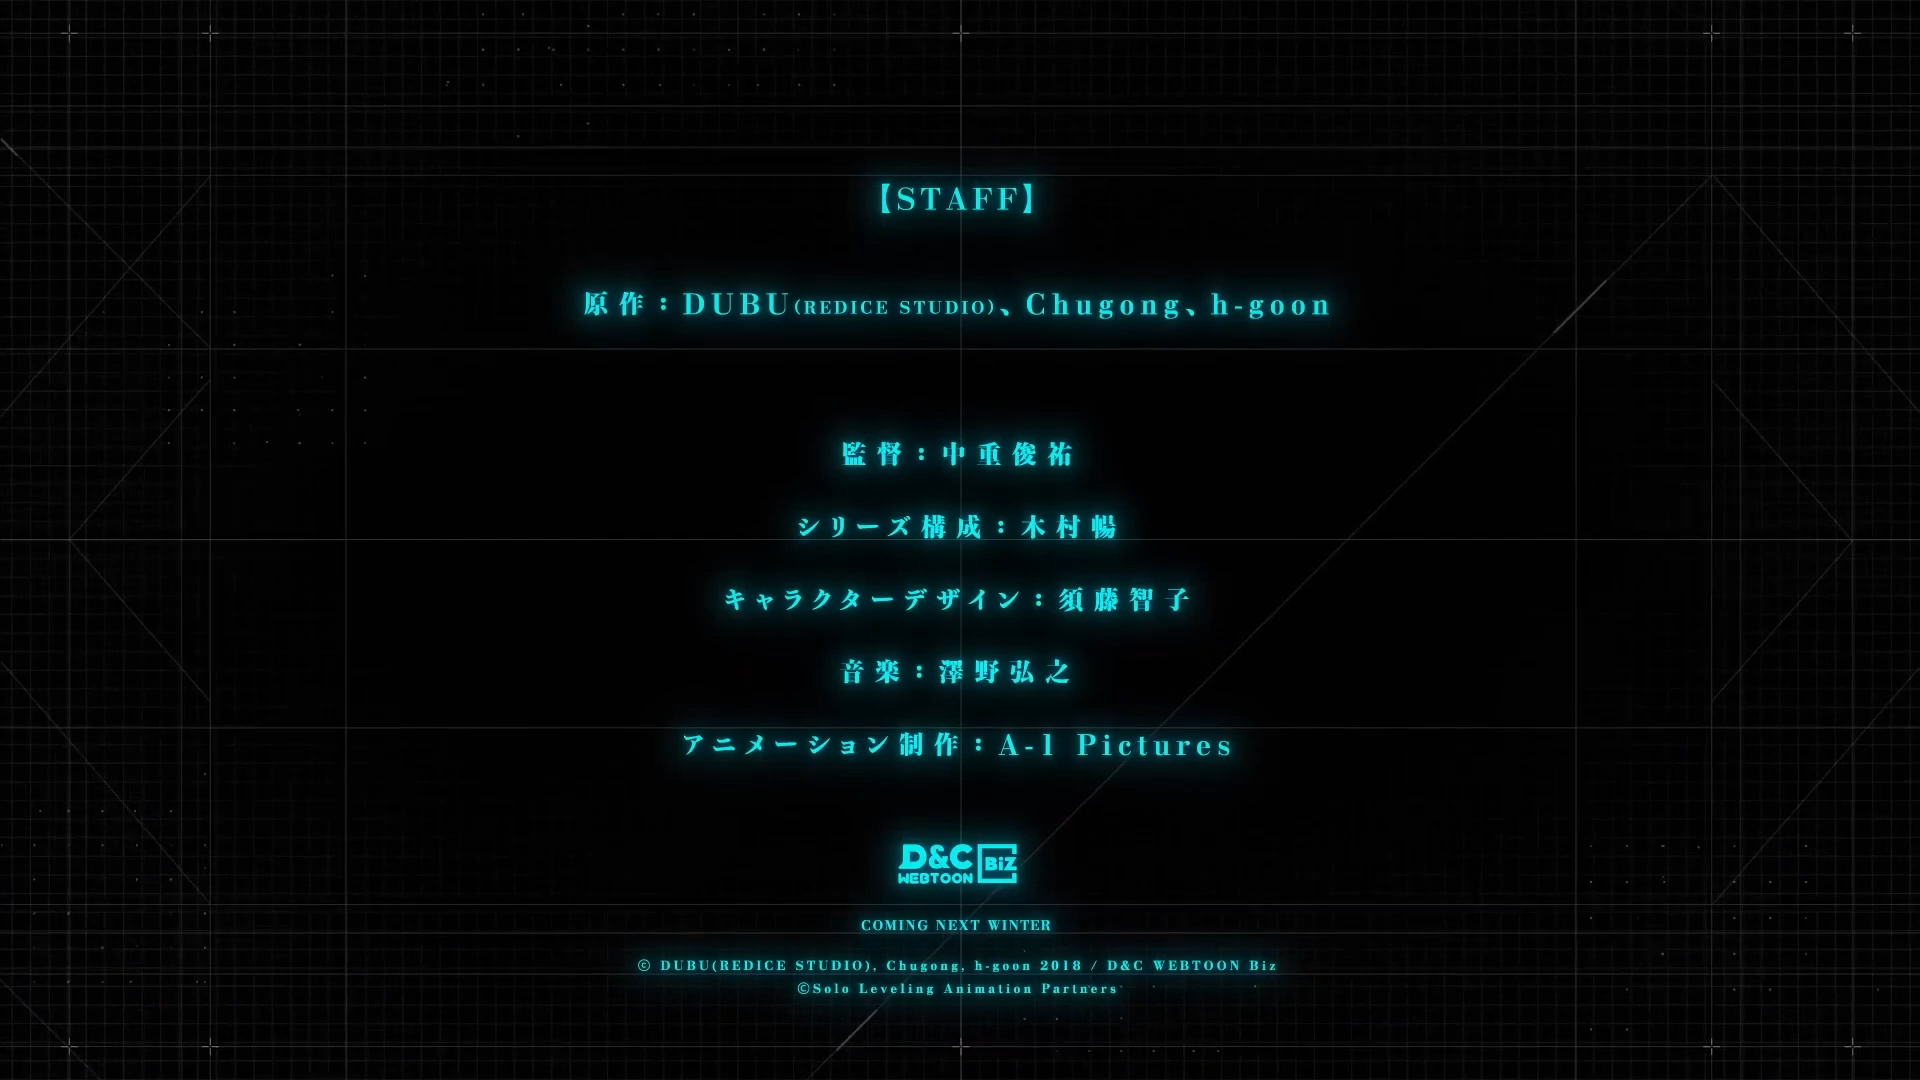 【STAFF】
原作：DUBU(REDICE STUDIO)、Chugong、h-goon
監督：中重俊祐
シリーズ構成：木村暢
キャラクターデザイン：須藤智子
音楽：澤野弘之
アニメーション制作：A-1 Pictures
D&C WEBTOON BiZ
COMING NEXT WINTER
© DUBU(REDICE STUDIO), Chugong, h-goon 2018 / D&C WEBTOON Biz
©Solo Leveling Animation Partners